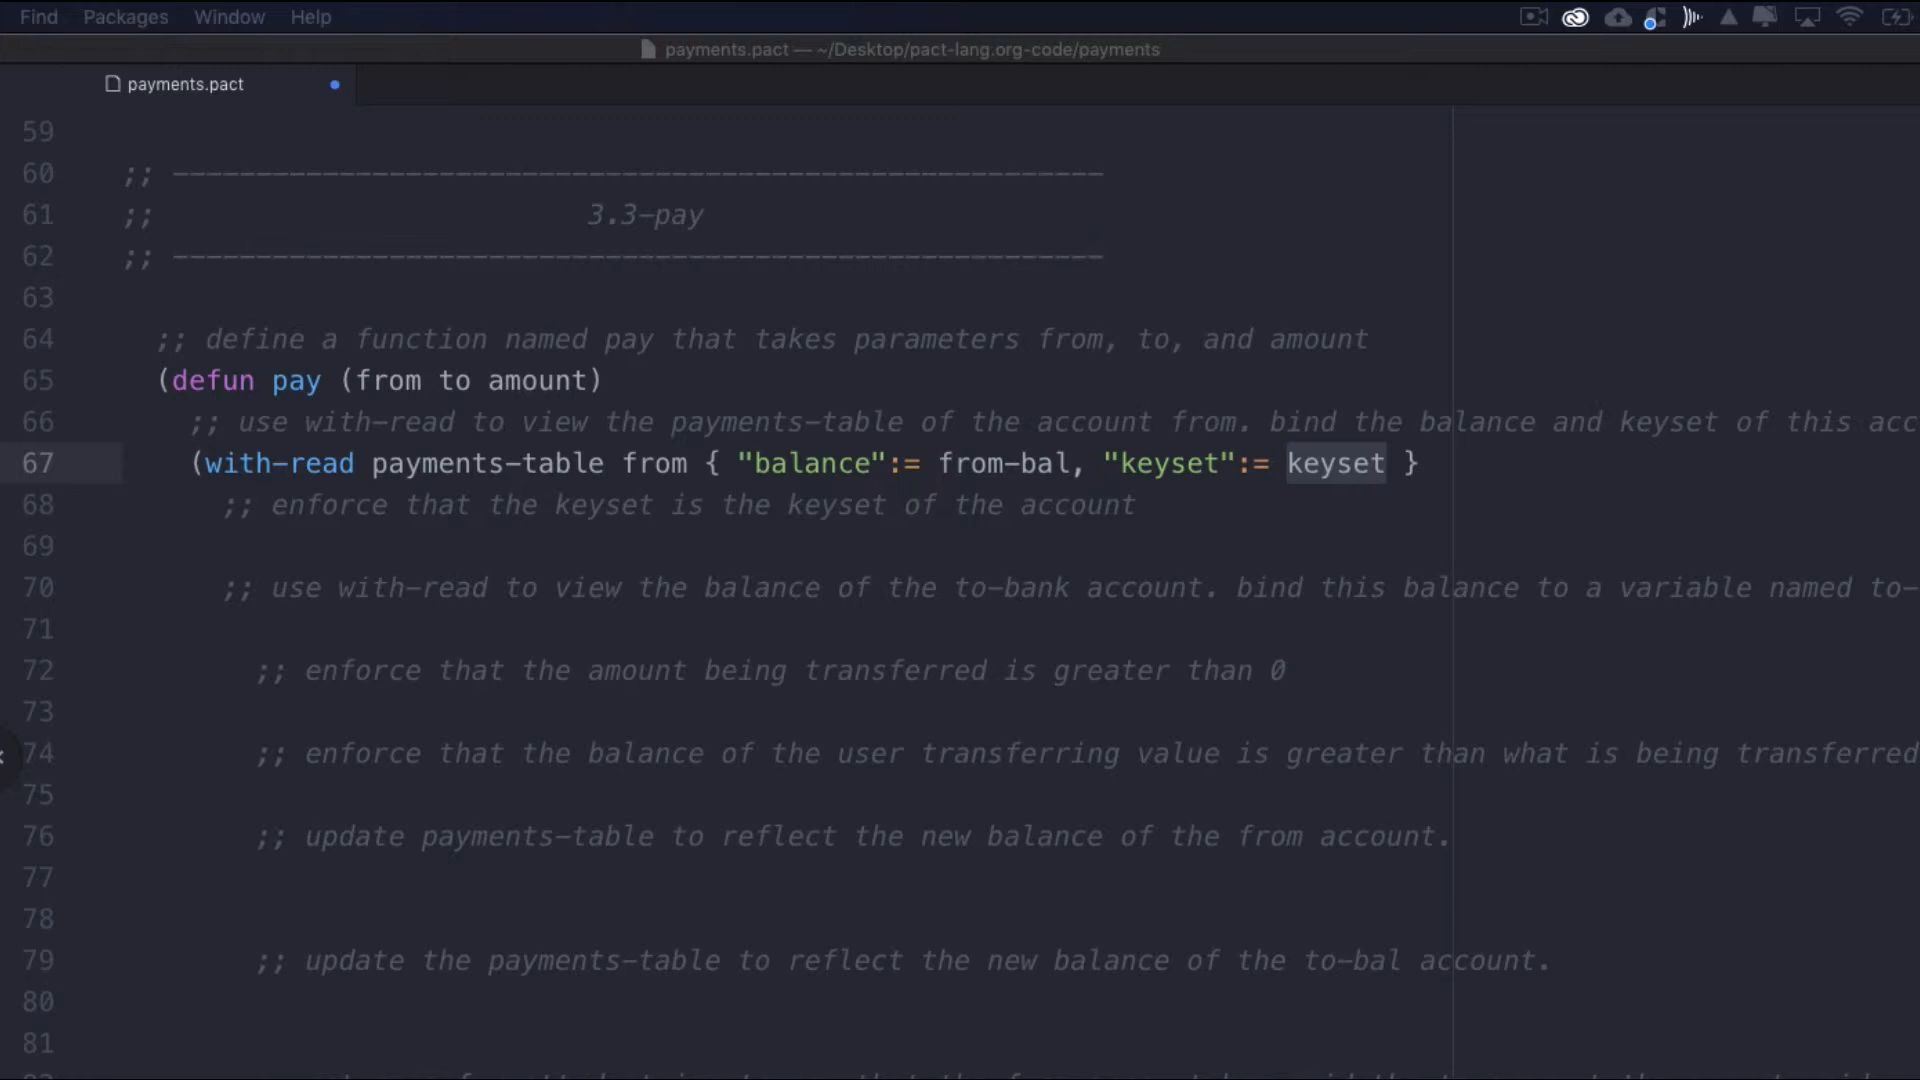 Find Packages Window Help
payments.pact — ~/Desktop/pact-lang.org-code/payments
payments.pact
59
60 ;; --------------------------------------------------------
61 ;; 3.3-pay
62 ;; --------------------------------------------------------
63
64 ;; define a function named pay that takes parameters from, to, and amount
65 (defun pay (from to amount)
66 ;; use with-read to view the payments-table of the account from. bind the balance and keyset of this acc
67 (with-read payments-table from { "balance":= from-bal, "keyset":= keyset }
68 ;; enforce that the keyset is the keyset of the account
69
70 ;; use with-read to view the balance of the to-bank account. bind this balance to a variable named to-
71
72 ;; enforce that the amount being transferred is greater than 0
73
74 ;; enforce that the balance of the user transferring value is greater than what is being transferred
75
76 ;; update payments-table to reflect the new balance of the from account.
77
78
79 ;; update the payments-table to reflect the new balance of the to-bal account.
80
81